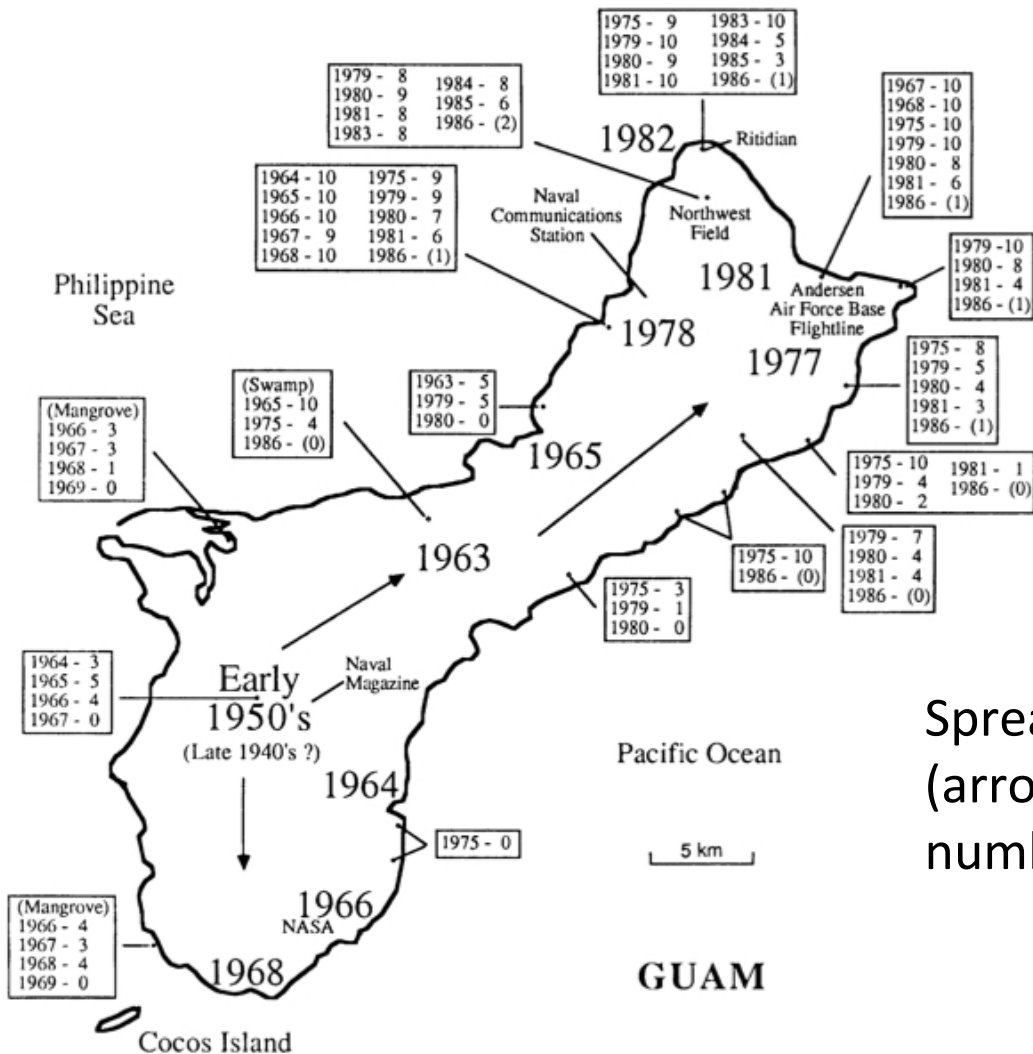 1975 - 9 1983 - 10
1979 - 10 1984 - 5
1980 - 9 1985 - 3
1981 - 10 1986 - (1)
1979 - 8 1984 - 8
1980 - 9 1985 - 6
1981 - 8 1986 - (2)
1983 - 8
1967 - 10
1968 - 10
1975 - 10
1979 - 10
1980 - 8
1981 - 6
1986 - (1)
1982
Ritidian
1964 - 10 1975 - 9
1965 - 10 1979 - 9
1966 - 10 1980 - 7
1967 - 9 1981 - 6
1968 - 10 1986 - (1)
Naval
Communications
Station
Northwest
Field
1979 - 10
1980 - 8
1981 - 4
1986 - (1)
Philippine
Sea
1981
Andersen
Air Force Base
Flightline
1978
1977
1975 - 8
1979 - 5
1980 - 4
1981 - 3
1986 - (1)
(Swamp)
1965 - 10
1975 - 4
1986 - (0)
1963 - 5
1979 - 5
1980 - 0
(Mangrove)
1966 - 3
1967 - 3
1968 - 1
1969 - 0
1965
1975 - 10 1981 - 1
1979 - 4 1986 - (0)
1980 - 2
1963
1975 - 10
1986 - (0)
1979 - 7
1980 - 4
1981 - 4
1986 - (0)
1975 - 3
1979 - 1
1980 - 0
1964 - 3
1965 - 5
1966 - 4
1967 - 0
Early
1950's
(Late 1940's ?)
Naval
Magazine
Pacific Ocean
1964
1975 - 0
5 km
1966
NASA
(Mangrove)
1966 - 4
1967 - 3
1968 - 4
1969 - 0
1968
GUAM
Cocos Island
(arro